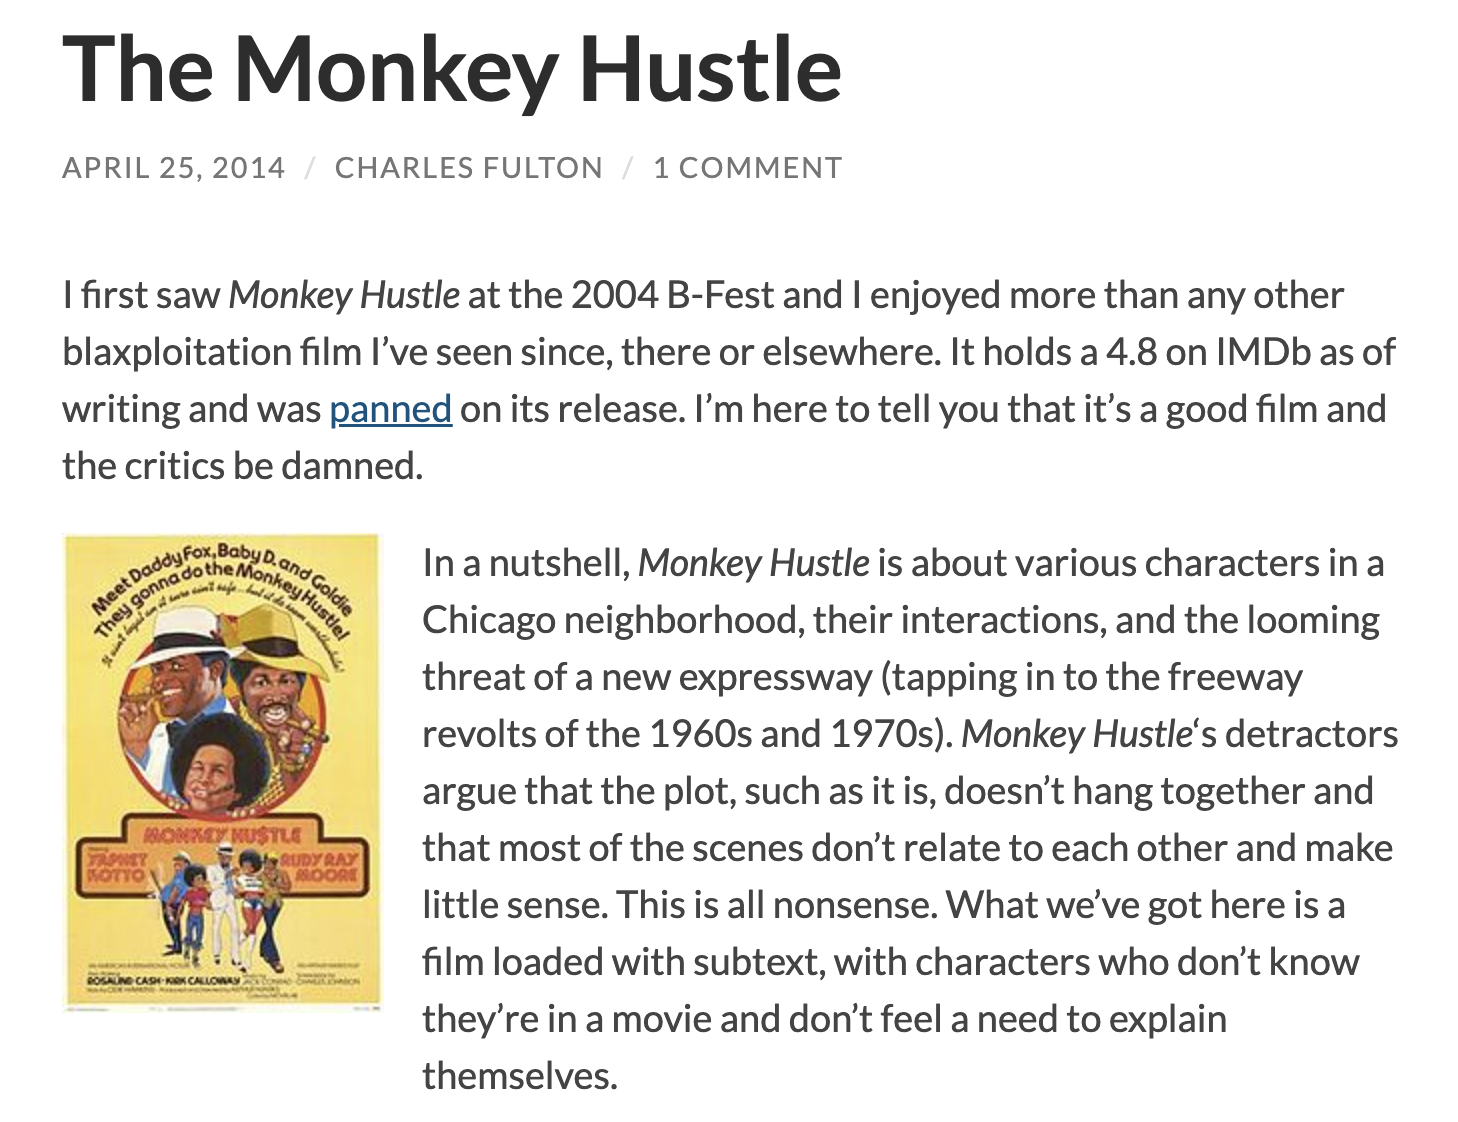 The Monkey Hustle
APRIL 25, 2014 / CHARLES FULTON / 1 COMMENT
I first saw Monkey Hustle at the 2004 B-Fest and I enjoyed more than any other
blaxploitation film I’ve seen since, there or elsewhere. It holds a 4.8 on IMDb as of
writing and was panned on its release. I’m here to tell you that it’s a good film and
the critics be damned.
Meet Daddy Fox, Baby D. and Goldie
They gonna do the Monkey Hustle!
MONKEY HU$TLE
YAPHET
KOTTO
RUDY RAY
MOORE
ROSALIND CASH · KIRK CALLOWAY
In a nutshell, Monkey Hustle is about various characters in a
Chicago neighborhood, their interactions, and the looming
threat of a new expressway (tapping in to the freeway
revolts of the 1960s and 1970s). Monkey Hustle‘s detractors
argue that the plot, such as it is, doesn’t hang together and
that most of the scenes don’t relate to each other and make
little sense. This is all nonsense. What we’ve got here is a
film loaded with subtext, with characters who don’t know
they’re in a movie and don’t feel a need to explain
themselves.